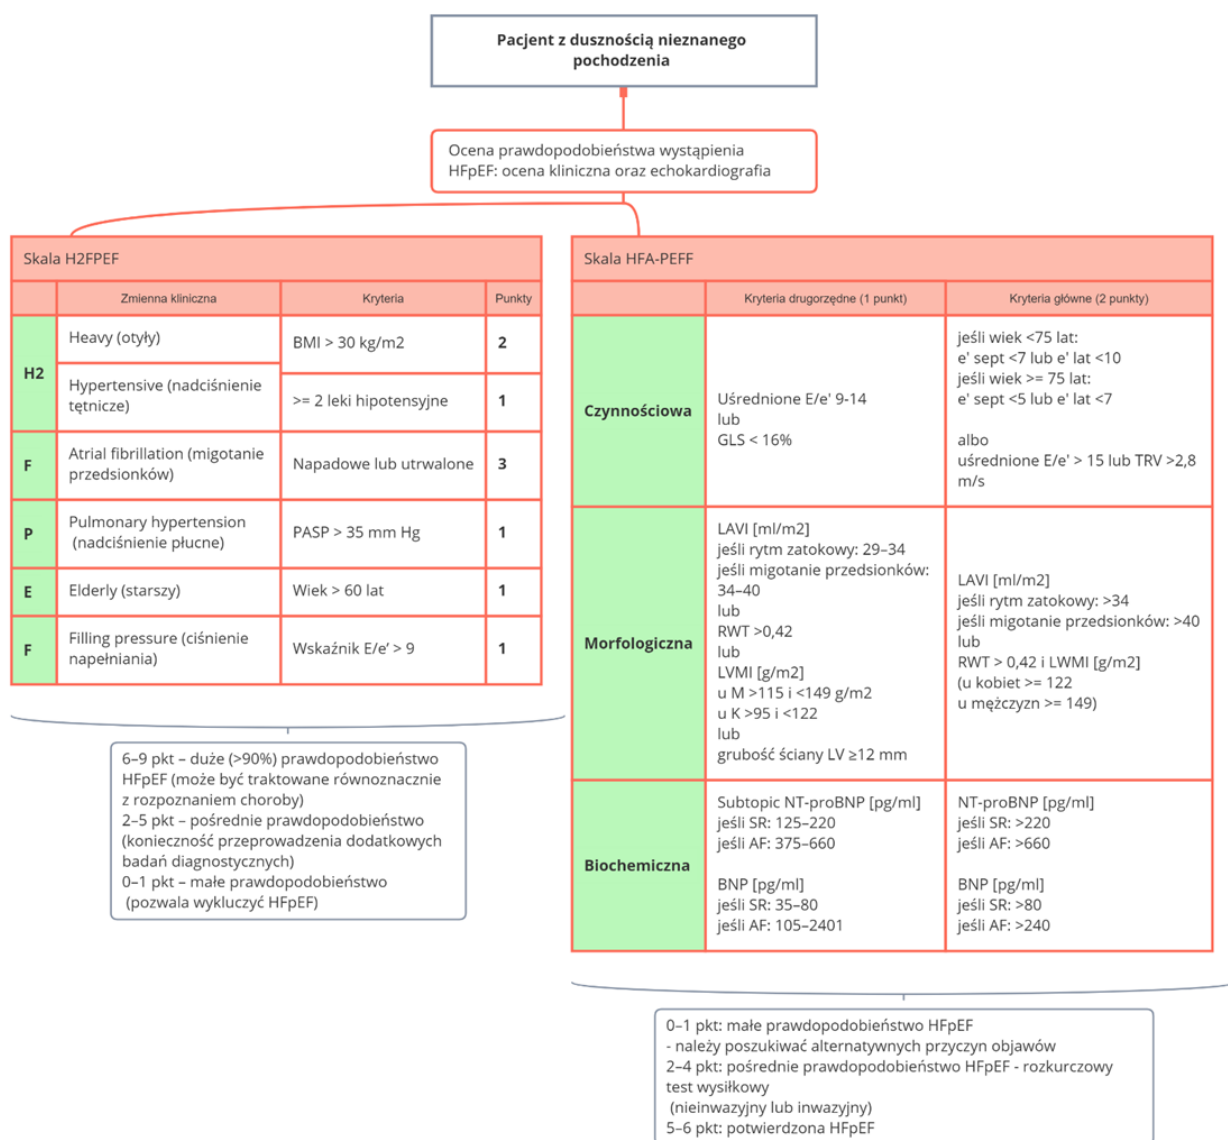 Pacjent z dusznością nieznanego
pochodzenia
Ocena prawdopodobieństwa wystąpienia
HFpEF: ocena kliniczna oraz echokardiografia
Skala H2FPEF
Zmienna kliniczna
Kryteria
Punkty
H2
Heavy (otyły)
BMI > 30 kg/m2
2
Hypertensive (nadciśnienie
tętnicze)
>= 2 leki hipotensyjne
1
F
Atrial fibrillation (migotanie
przedsionków)
Napadowe lub utrwalone
3
P
Pulmonary hypertension
(nadciśnienie płucne)
PASP > 35 mm Hg
1
E
Elderly (starszy)
Wiek > 60 lat
1
F
Filling pressure (ciśnienie
napełniania)
Wskaźnik E/e’ > 9
1
6–9 pkt – duże (>90%) prawdopodobieństwo
HFpEF (może być traktowane równoznacznie
z rozpoznaniem choroby)
2–5 pkt – pośrednie prawdopodobieństwo
(konieczność przeprowadzenia dodatkowych
badań diagnostycznych)
0–1 pkt – małe prawdopodobieństwo
(pozwala wykluczyć HFpEF)
Skala HFA-PEFF
Kryteria drugorzędne (1 punkt)
Kryteria główne (2 punkty)
Czynnościowa
Uśrednione E/e' 9-14
lub
GLS < 16%
jeśli wiek <75 lat:
e' sept <7 lub e' lat <10
jeśli wiek >= 75 lat:
e' sept <5 lub e' lat <7
albo
uśrednione E/e' > 15 lub TRV >2,8
m/s
Morfologiczna
LAVI [ml/m2]
jeśli rytm zatokowy: 29–34
jeśli migotanie przedsionków:
34–40
lub
RWT >0,42
lub
LVMI [g/m2]
u M >115 i <149 g/m2
u K >95 i <122
lub
grubość ściany LV ≥12 mm
LAVI [ml/m2]
jeśli rytm zatokowy: >34
jeśli migotanie przedsionków: >40
lub
RWT > 0,42 i LWMI [g/m2]
(u kobiet >= 122
u mężczyzn >= 149)
Biochemiczna
Subtopic NT-proBNP [pg/ml]
jeśli SR: 125–220
jeśli AF: 375–660
BNP [pg/ml]
jeśli SR: 35–80
jeśli AF: 105–2401
NT-proBNP [pg/ml]
jeśli SR: >220
jeśli AF: >660
BNP [pg/ml]
jeśli SR: >80
jeśli AF: >240
0–1 pkt: małe prawdopodobieństwo HFpEF
- należy poszukiwać alternatywnych przyczyn objawów
2–4 pkt: pośrednie prawdopodobieństwo HFpEF - rozkurczowy
test wysiłkowy
(nieinwazyjny lub inwazyjny)
5–6 pkt: potwierdzona HFpEF